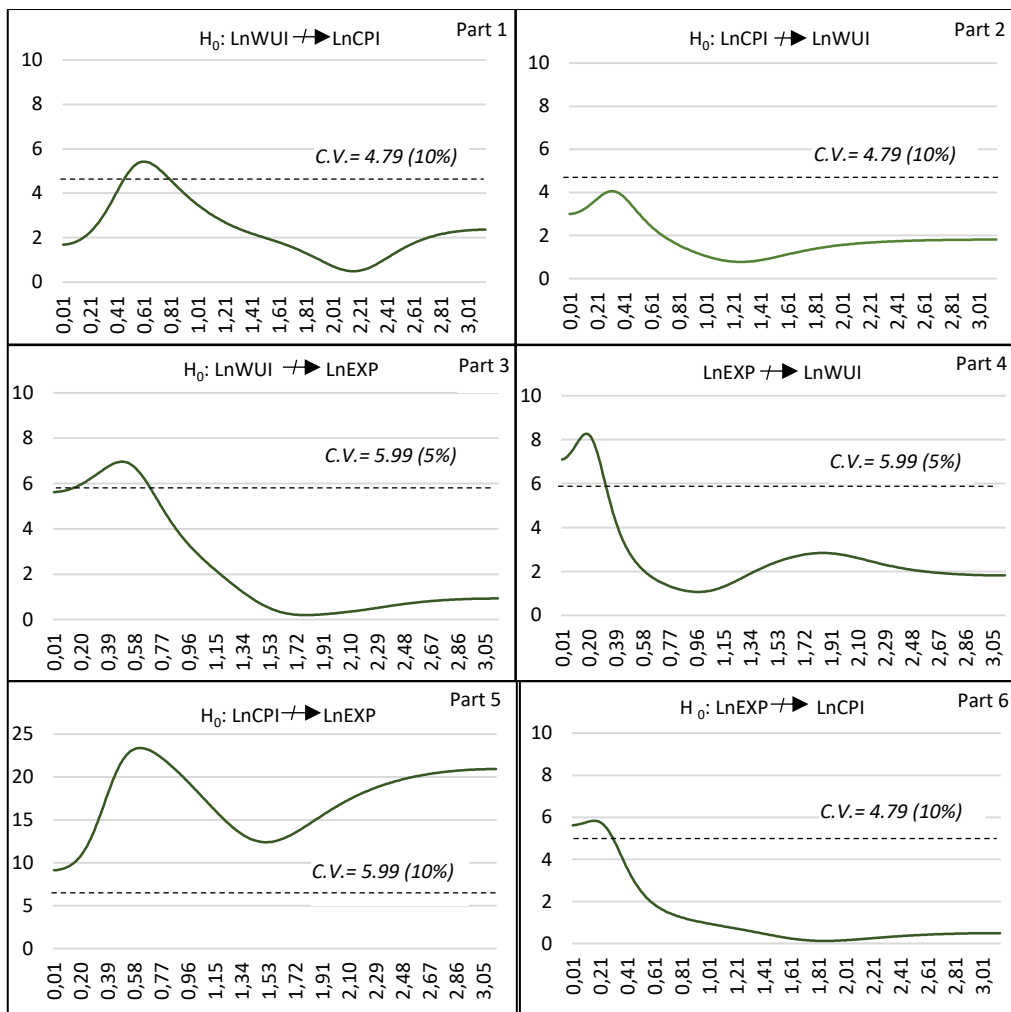 H0: LnWUI ↛ LnCPI Part 1
10
8
6
C.V.= 4.79 (10%)
4
2
0
0,01 0,21 0,41 0,61 0,81 1,01 1,21 1,41 1,61 1,81 2,01 2,21 2,41 2,61 2,81 3,01
H0: LnCPI ↛ LnWUI Part 2
10
8
6
C.V.= 4.79 (10%)
4
2
0
0,01 0,21 0,41 0,61 0,81 1,01 1,21 1,41 1,61 1,81 2,01 2,21 2,41 2,61 2,81 3,01
H0: LnWUI ↛ LnEXP Part 3
10
8
C.V.= 5.99 (5%)
6
4
2
0
0,01 0,20 0,39 0,58 0,77 0,96 1,15 1,34 1,53 1,72 1,91 2,10 2,29 2,48 2,67 2,86 3,05
LnEXP ↛ LnWUI Part 4
10
8
C.V.= 5.99 (5%)
6
4
2
0
0,01 0,20 0,39 0,58 0,77 0,96 1,15 1,34 1,53 1,72 1,91 2,10 2,29 2,48 2,67 2,86 3,05
H0: LnCPI ↛ LnEXP Part 5
25
20
15
10
C.V.= 5.99 (10%)
5
0
0,01 0,20 0,39 0,58 0,77 0,96 1,15 1,34 1,53 1,72 1,91 2,10 2,29 2,48 2,67 2,86 3,05
H 0: LnEXP ↛ LnCPI Part 6
10
8
6
C.V.= 4.79 (10%)
4
2
0
0,01 0,21 0,41 0,61 0,81 1,01 1,21 1,41 1,61 1,81 2,01 2,21 2,41 2,61 2,81 3,01